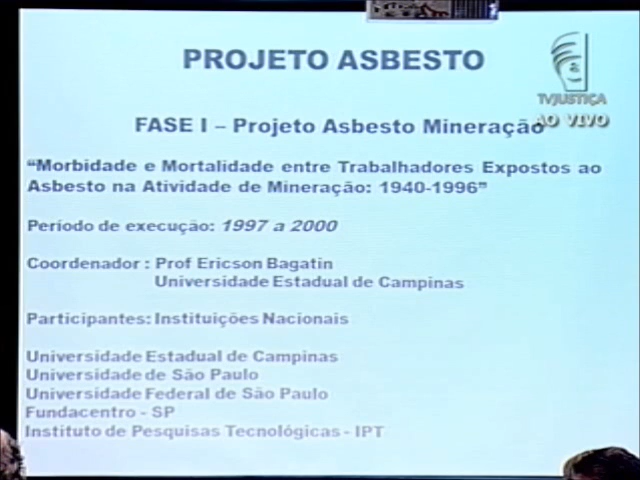 PROJETO ASBESTO
TVJUSTIÇA
AO VIVO
FASE I – Projeto Asbesto Mineração
“Morbidade e Mortalidade entre Trabalhadores Expostos ao
Asbesto na Atividade de Mineração: 1940-1996”
Período de execução: 1997 a 2000
Coordenador : Prof Ericson Bagatin
Universidade Estadual de Campinas
Participantes: Instituições Nacionais
Universidade Estadual de Campinas
Universidade de São Paulo
Universidade Federal de São Paulo
Fundacentro - SP
Instituto de Pesquisas Tecnológicas - IPT